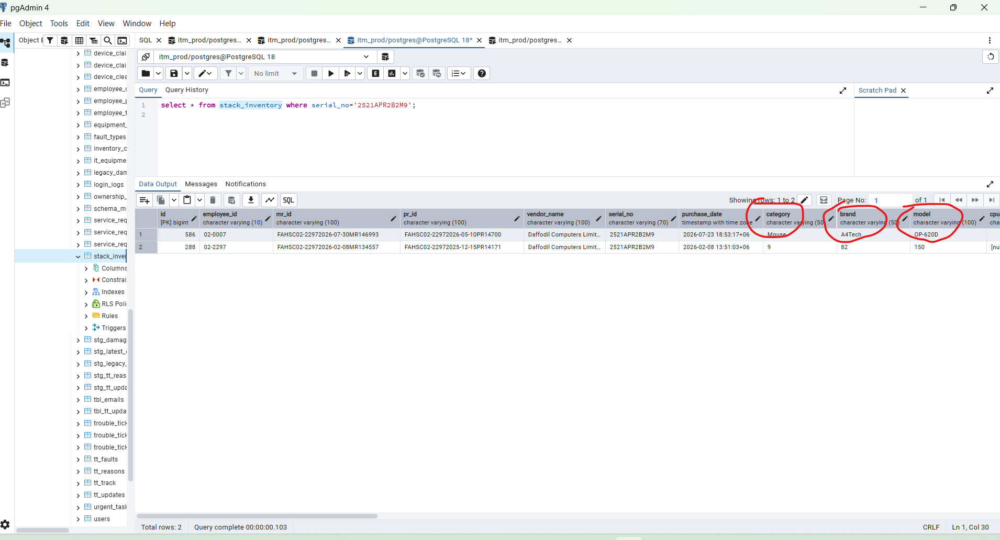 pgAdmin 4
File Object Tools Edit View Window Help
Object E
SQL
itm_prod/postgres...
itm_prod/postgres...
itm_prod/postgres@PostgreSQL 18*
itm_prod/postgres...
itm_prod/postgres@PostgreSQL 18
No limit
E
Query Query History
Scratch Pad
1 select * from stack_inventory where serial_no='2521APR2B2M9';
2
Data Output Messages Notifications
SQL
Showing rows: 1 to 2
Page No: 1 of 1
id employee_id mr_id pr_id vendor_name serial_no purchase_date category brand model cpu
[PK] bigint character varying (10) character varying (100) character varying (100) character varying (100) character varying (70) timestamp with time zone character varying (50) character varying (50) character varying (100) cha
1 586 02-0007 FAHSC02-22972026-07-30MR146993 FAHSC02-22972026-05-10PR14700 Daffodil Computers Limit... 2521APR2B2M9 2026-07-23 18:53:17+06 Mouse A4Tech OP-620D
2 288 02-2297 FAHSC02-22972026-02-08MR134557 FAHSC02-22972025-12-15PR14171 Daffodil Computers Limit... 2521APR2B2M9 2026-02-08 13:51:03+06 9 82 150 [nu
device_clai
device_clai
device_clea
employee_
employee_p
employee_t
equipment_
fault_types
inventory_c
it_equipme
legacy_dam
login_logs
ownership_
schema_mi
service_req
service_req
service_req
stack_inve
Columns
Constrai
Indexes
RLS Poli
Rules
Triggers
stg_damag
stg_latest_
stg_legacy_
stg_tt_reas
stg_tt_upda
tbl_emails
tbl_tt_upda
trouble_tick
trouble_tick
trouble_tick
tt_faults
tt_reasons
tt_track
tt_updates
urgent_task
users
Total rows: 2 Query complete 00:00:00.103
CRLF Ln 1, Col 30